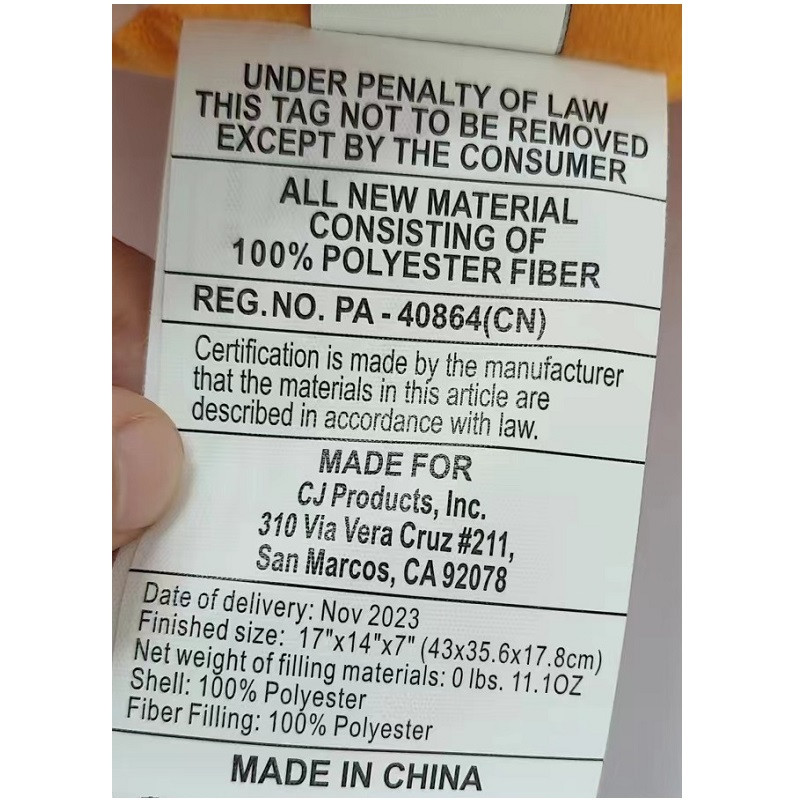 UNDER PENALTY OF LAW
THIS TAG NOT TO BE REMOVED
EXCEPT BY THE CONSUMER
ALL NEW MATERIAL
CONSISTING OF
100% POLYESTER FIBER
REG.NO. PA - 40864(CN)
Certification is made by the manufacturer
that the materials in this article are
described in accordance with law.
MADE FOR
CJ Products, Inc.
310 Via Vera Cruz #211,
San Marcos, CA 92078
Date of delivery: Nov 2023
Finished size: 17"x14"x7" (43x35.6x17.8cm)
Net weight of filling materials: 0 lbs. 11.1OZ
Shell: 100% Polyester
Fiber Filling: 100% Polyester
MADE IN CHINA